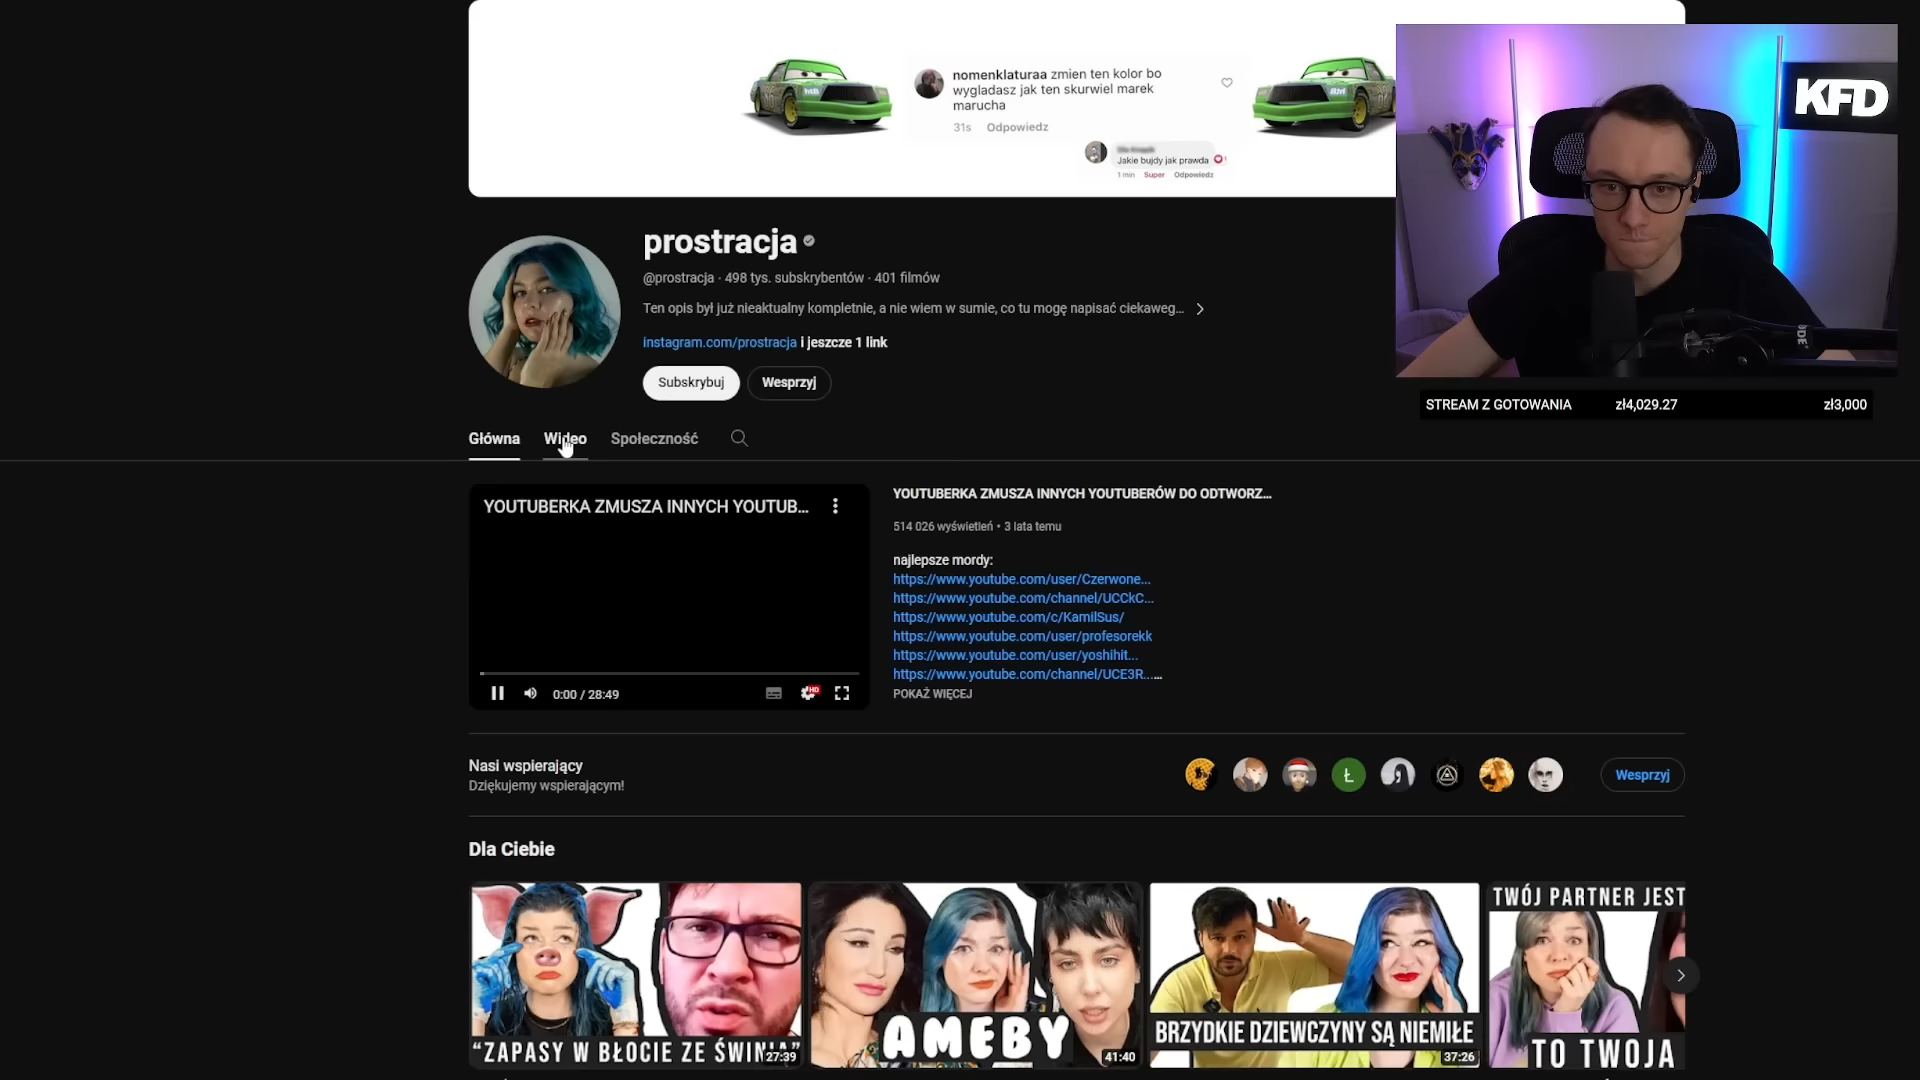 nomenklaturaa zmien ten kolor bo
wygladasz jak ten skurwiel marek
marucha
31s Odpowiedz
Jakie bujdy jak prawda
1 min Super Odpowiedz
KFD
prostracja
@prostracja · 498 tys. subskrybentów · 401 filmów
Ten opis był już nieaktualny kompletnie, a nie wiem w sumie, co tu mogę napisać ciekaweg...
instagram.com/prostracja i jeszcze 1 link
Subskrybuj Wesprzyj
STREAM Z GOTOWANIA zł4,029.27 zł3,000
Główna Wideo Społeczność
YOUTUBERKA ZMUSZA INNYCH YOUTUB...
0:00 / 28:49
YOUTUBERKA ZMUSZA INNYCH YOUTUBERÓW DO ODTWORZ...
514 026 wyświetleń • 3 lata temu
najlepsze mordy:
https://www.youtube.com/user/Czerwone...
https://www.youtube.com/channel/UCCkC...
https://www.youtube.com/c/KamilSus/
https://www.youtube.com/user/profesorekk
https://www.youtube.com/user/yoshihit...
https://www.youtube.com/channel/UCE3R......
POKAŻ WIĘCEJ
Nasi wspierający
Dziękujemy wspierającym!
Ł
Wesprzyj
Dla Ciebie
"ZAPASY W BŁOCIE ZE ŚWINIĄ"
27:39
AMEBY
41:40
BRZYDKIE DZIEWCZYNY SĄ NIEMIŁE
37:26
TWÓJ PARTNER JEST
TO TWOJA